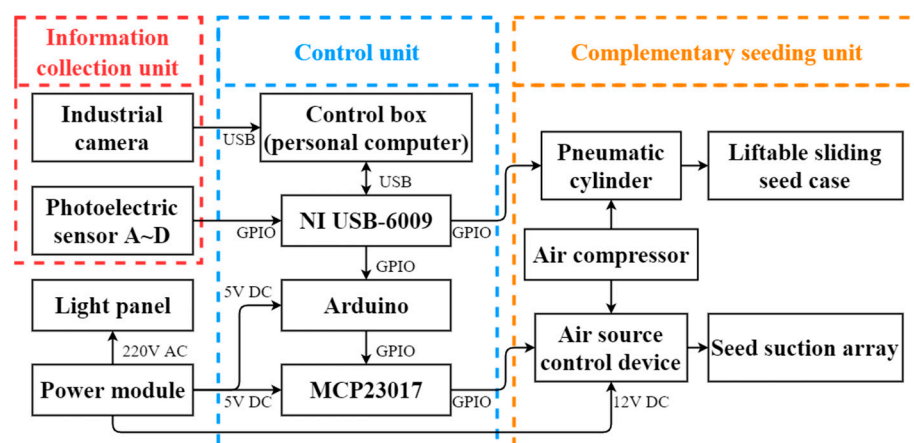 Information
collection unit
Control unit
Complementary seeding unit
Industrial
camera
USB
Control box
(personal computer)
USB
Pneumatic
cylinder
Liftable sliding
seed case
Photoelectric
sensor A~D
GPIO
NI USB-6009
GPIO
GPIO
Air compressor
Light panel
5V DC
Arduino
220V AC
GPIO
Air source
control device
Seed suction array
Power module
5V DC
MCP23017
GPIO
12V DC